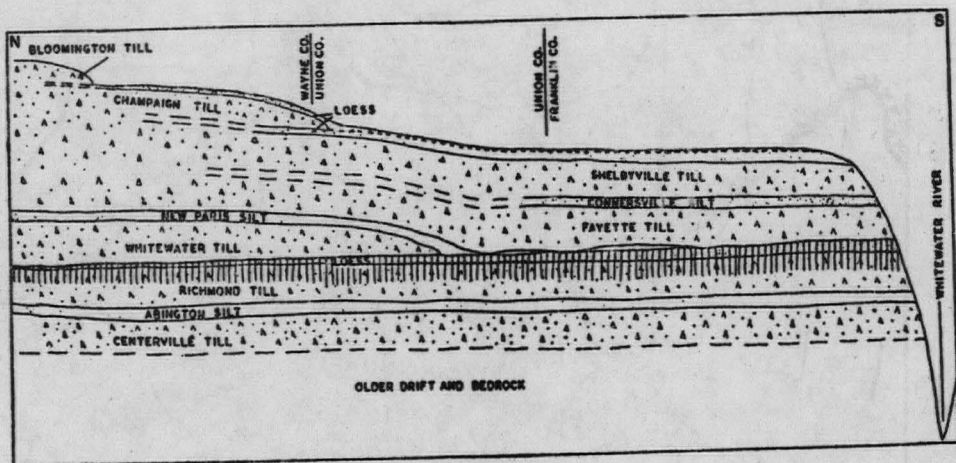 N
S
BLOOMINGTON TILL
WAYNE CO.
UNION CO.
UNION CO.
FRANKLIN CO.
CHAMPAIGN TILL
LOESS
SHELBYVILLE TILL
CONNERSVILLE SILT
NEW PARIS SILT
FAYETTE TILL
WHITEWATER TILL
LOESS
RICHMOND TILL
ABINGTON SILT
CENTERVILLE TILL
OLDER DRIFT AND BEDROCK
WHITEWATER RIVER